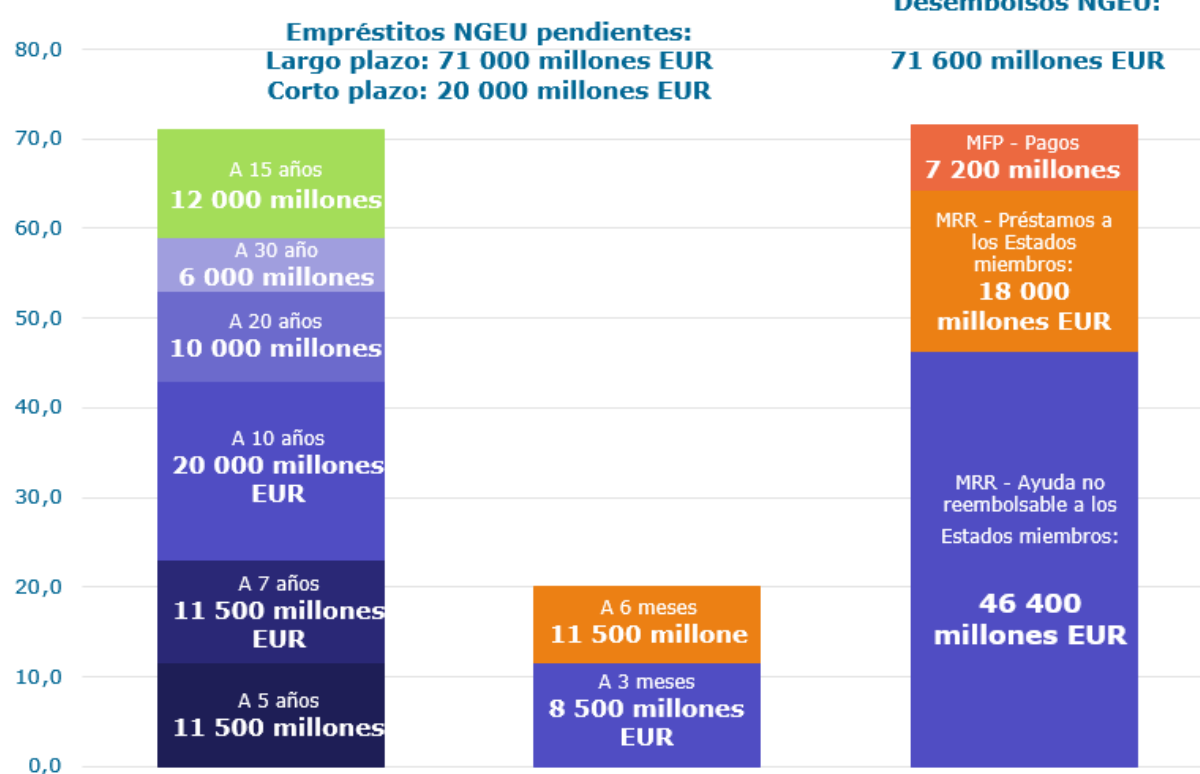 Desembolsos NGEU:
Empréstitos NGEU pendientes:
Largo plazo: 71 000 millones EUR
Corto plazo: 20 000 millones EUR
71 600 millones EUR
80,0
70,0
60,0
50,0
40,0
30,0
20,0
10,0
0,0
A 15 años
12 000 millones
A 30 año
6 000 millones
A 20 años
10 000 millones
A 10 años
20 000 millones
EUR
A 7 años
11 500 millones
EUR
A 5 años
11 500 millones
A 6 meses
11 500 millone
A 3 meses
8 500 millones
EUR
MFP - Pagos
7 200 millones
MRR - Préstamos a
los Estados
miembros:
18 000
millones EUR
MRR - Ayuda no
reembolsable a los
Estados miembros:
46 400
millones EUR